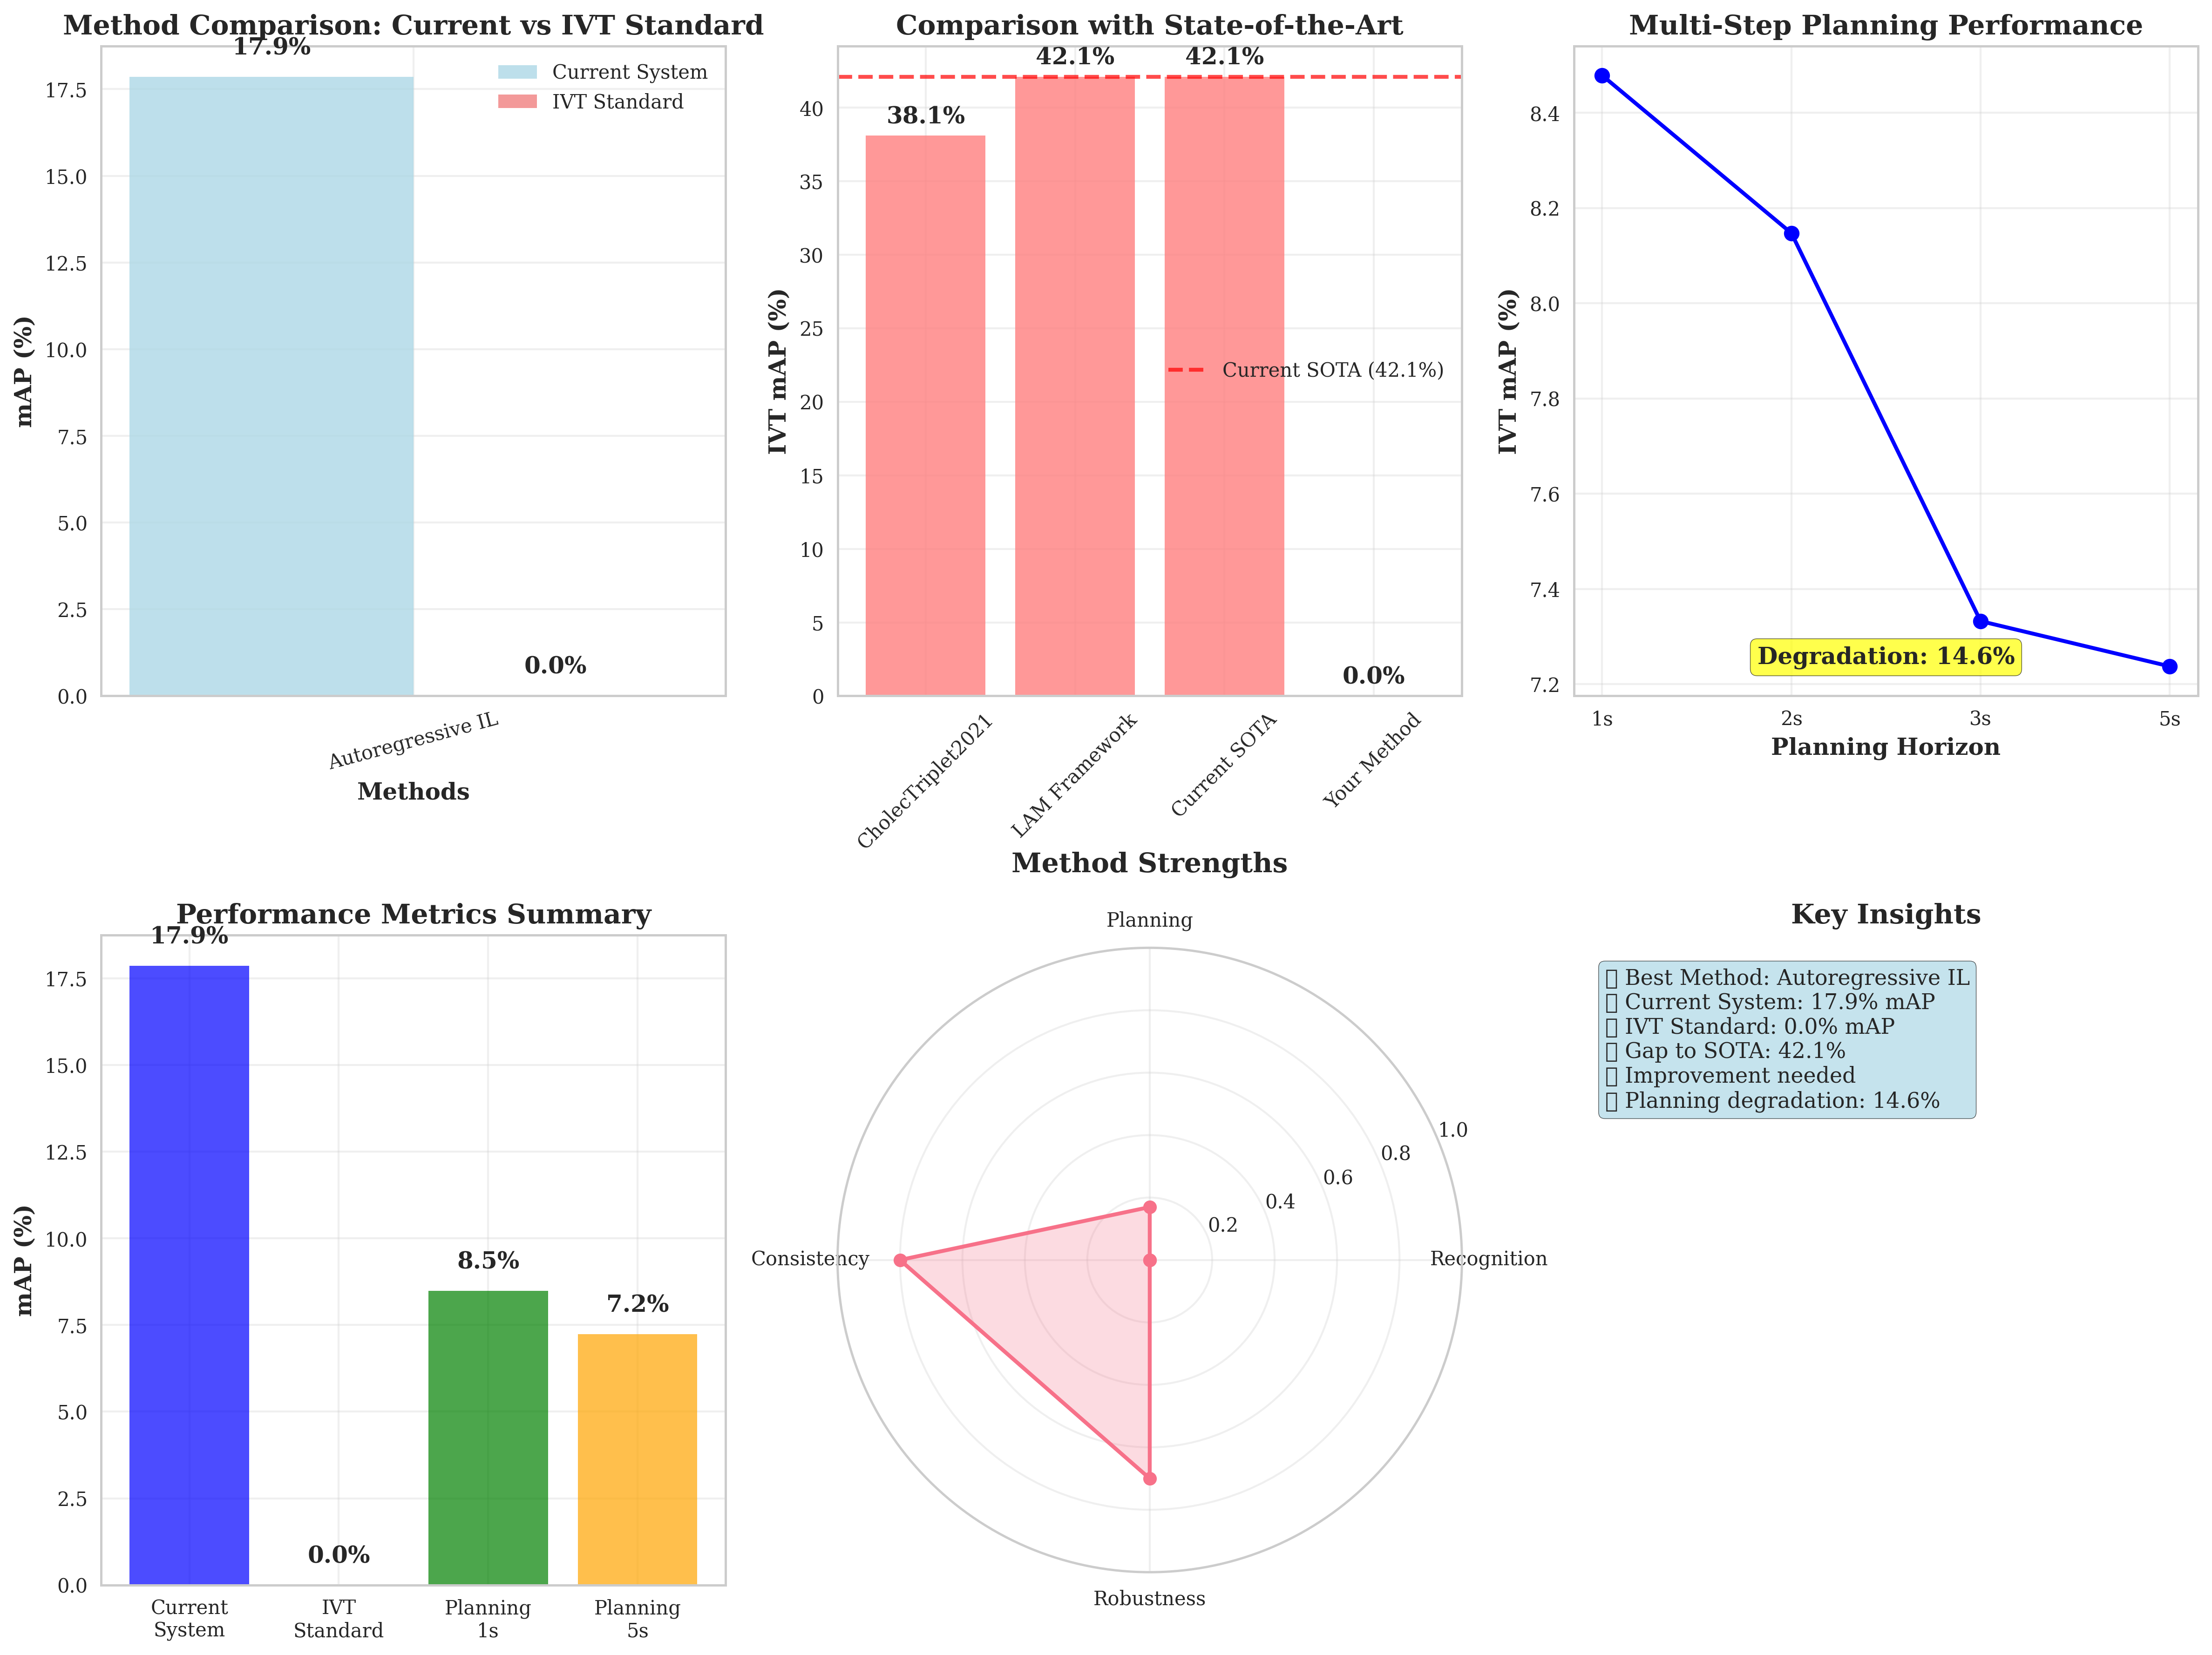 Method Comparison: Current vs IVT Standard
17.9%
Current System
IVT Standard
17.5
15.0
12.5
10.0
7.5
5.0
2.5
0.0
mAP (%)
0.0%
Autoregressive IL
Methods
Comparison with State-of-the-Art
42.1%
42.1%
38.1%
40
35
30
25
20
15
10
5
0
IVT mAP (%)
Current SOTA (42.1%)
0.0%
CholecTriplet2021
LAM Framework
Current SOTA
Your Method
Multi-Step Planning Performance
8.4
8.2
8.0
7.8
7.6
7.4
7.2
IVT mAP (%)
Degradation: 14.6%
1s
2s
3s
5s
Planning Horizon
Performance Metrics Summary
17.9%
17.5
15.0
12.5
10.0
7.5
5.0
2.5
0.0
mAP (%)
0.0%
8.5%
7.2%
Current
System
IVT
Standard
Planning
1s
Planning
5s
Method Strengths
Planning
1.0
0.8
0.6
0.4
0.2
Consistency
Recognition
Robustness
Key Insights
Best Method: Autoregressive IL
Current System: 17.9% mAP
IVT Standard: 0.0% mAP
Gap to SOTA: 42.1%
Improvement needed
Planning degradation: 14.6%